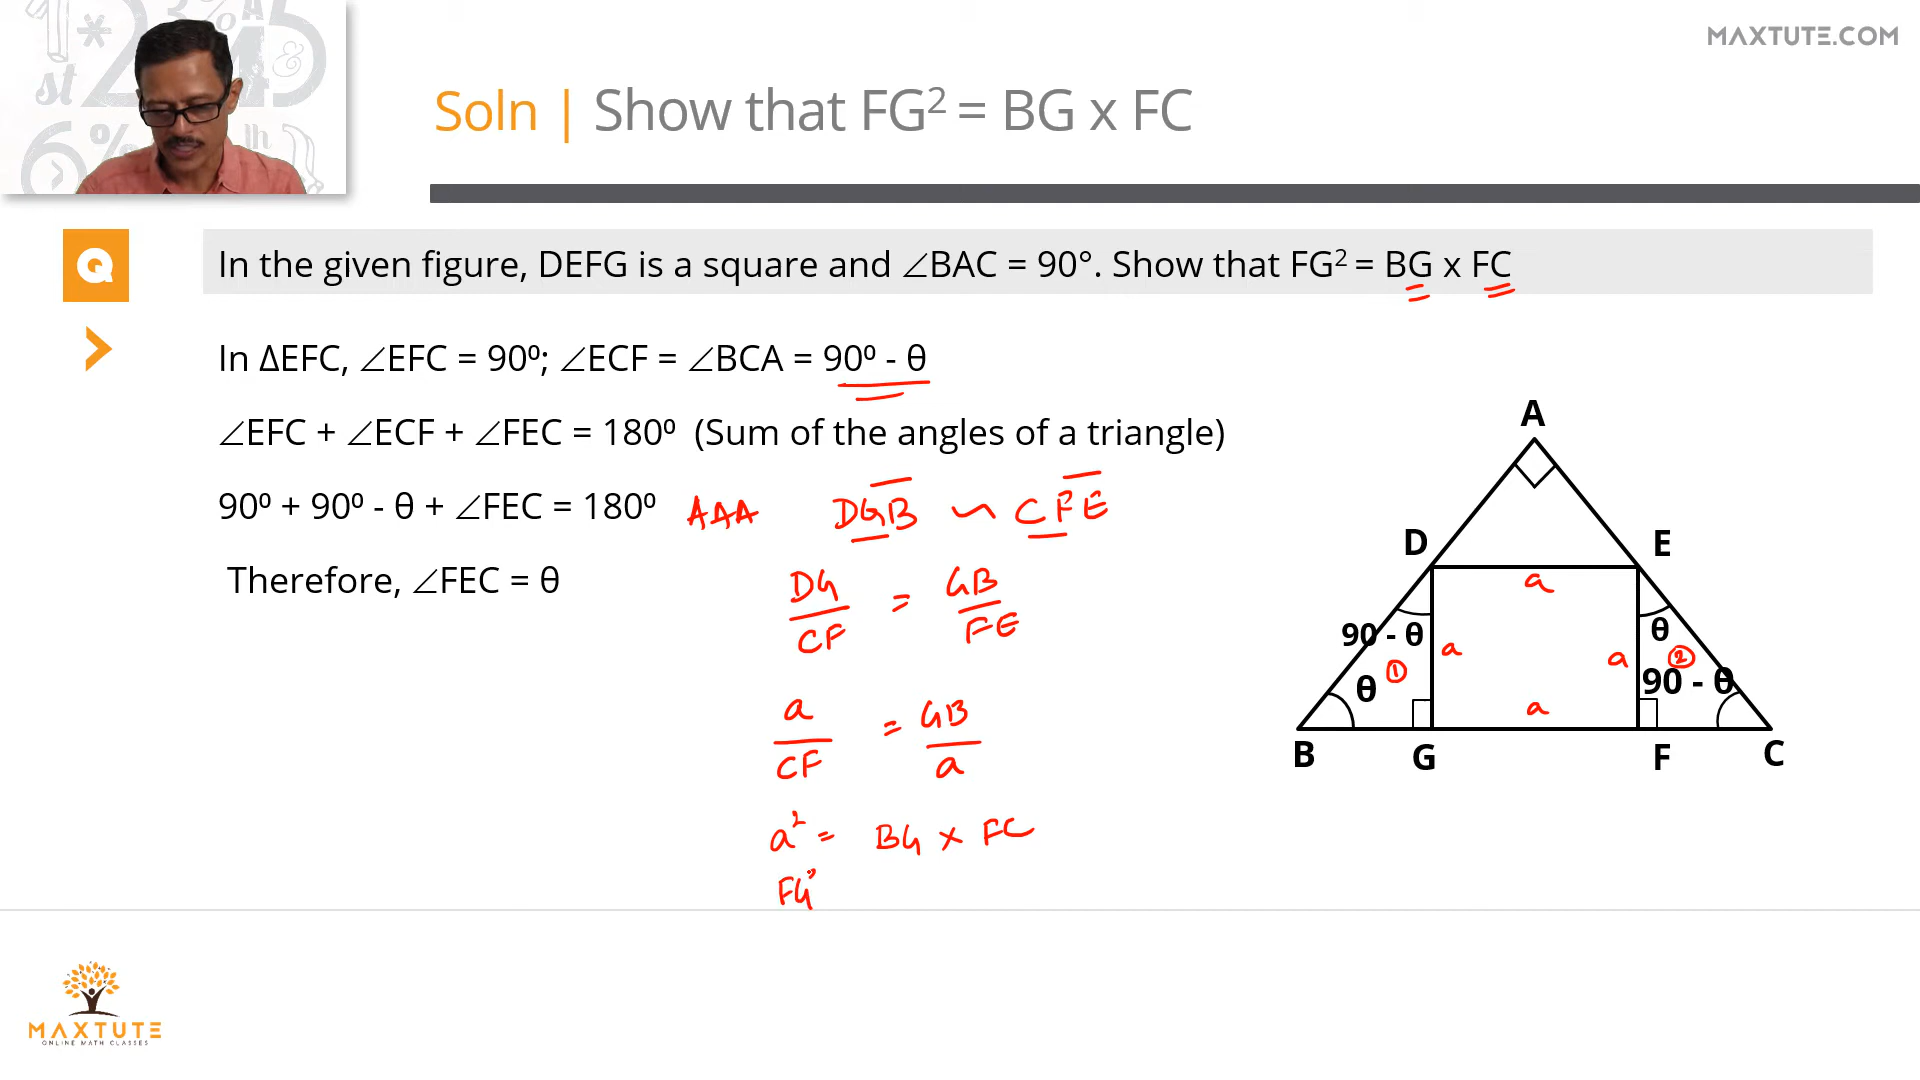 MAXTUTE.COM
Soln | Show that FG² = BG x FC
Q
In the given figure, DEFG is a square and ∠BAC = 90°. Show that FG² = BG x FC
In ΔEFC, ∠EFC = 90⁰; ∠ECF = ∠BCA = 90⁰ - θ
∠EFC + ∠ECF + ∠FEC = 180⁰ (Sum of the angles of a triangle)
90⁰ + 90⁰ - θ + ∠FEC = 180⁰
AAA DGB ~ CFE
Therefore, ∠FEC = θ
DG/CF = GB/FE
a/CF = GB/a
a² = BG x FC
FG²
A
D
E
a
90 - θ
θ
a
a
①
②
θ
90 - θ
a
B
G
F
C
MAXTUTE
ONLINE MATH CLASSES